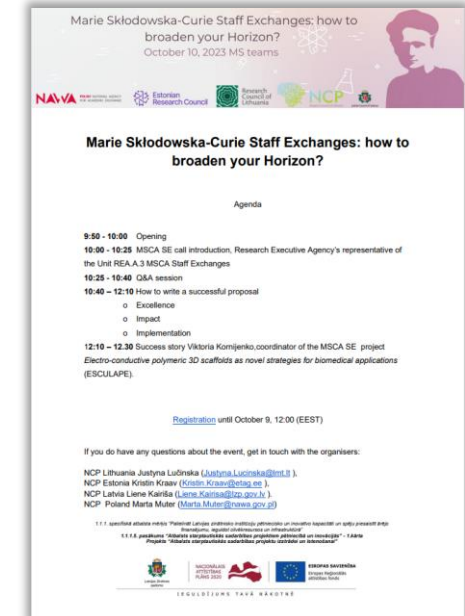 Marie Skłodowska-Curie Staff Exchanges: how to
broaden your Horizon?
October 10, 2023 MS teams
NAWA
Estonian
Research Council
Research
Council of
Lithuania
NCP
Marie Skłodowska-Curie Staff Exchanges: how to
broaden your Horizon?
Agenda
9:50 - 10:00 Opening
10:00 - 10:25 MSCA SE call introduction, Research Executive Agency's representative of
the Unit REA.A.3 MSCA Staff Exchanges
10:25 - 10:40 Q&A session
10:40 – 12:10 How to write a successful proposal
o Excellence
o Impact
o Implementation
12:10 – 12.30 Success story Viktoria Komijenko,coordinator of the MSCA SE project
Electro-conductive polymeric 3D scaffolds as novel strategies for biomedical applications
(ESCULAPE).
Registration until October 9, 12:00 (EEST)
If you do have any questions about the event, get in touch with the organisers:
NCP Lithuania Justyna Lučinska (Justyna.Lucinska@lmt.lt ),
NCP Estonia Kristin Kraav (Kristin.Kraav@etag.ee ),
NCP Latvia Liene Kairiša (Liene.Kairisa@lzp.gov.lv ).
NCP Poland Marta Muter (Marta.Muter@nawa.gov.pl)
NACIONĀLAIS
ATTĪSTĪBAS
PLĀNS 2020
EIROPAS SAVIENĪBA
Eiropas Reģionālās
attīstības fonds
IEGULDĪJUMS TAVĀ NĀKOTNĒ